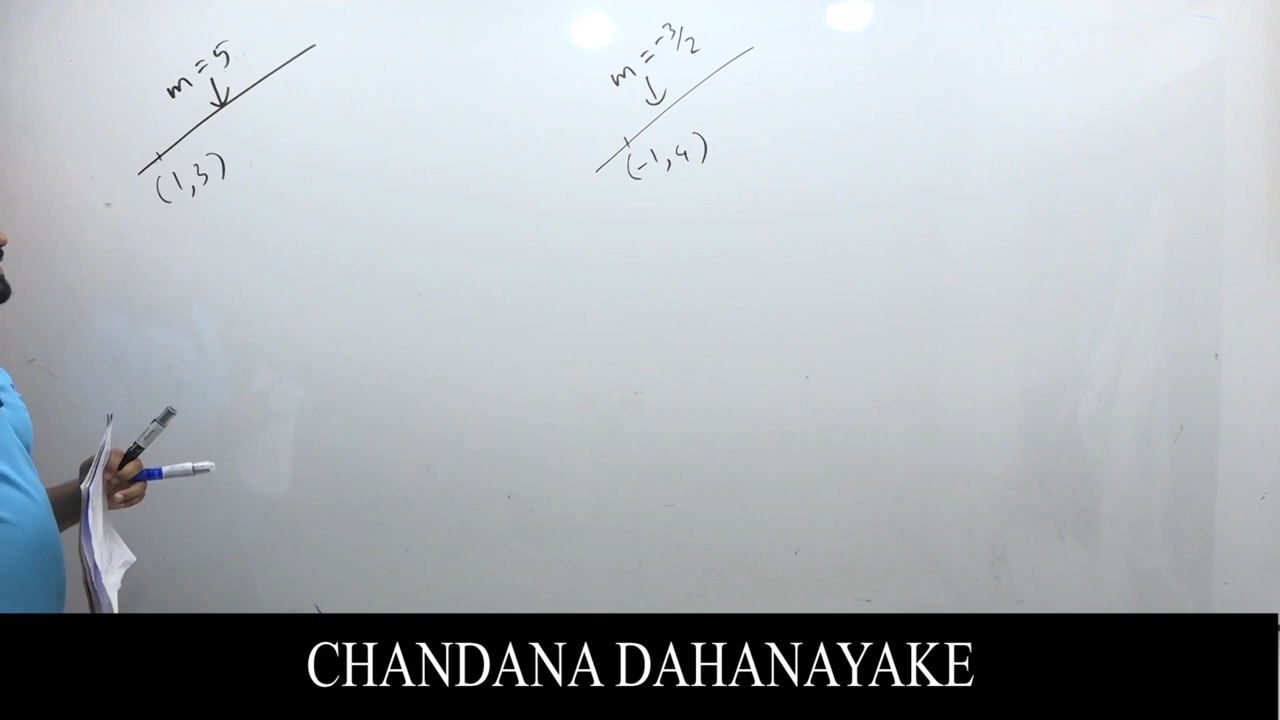 m = 5
(1,3)
m = -3/2
(-1,4)
CHANDANA DAHANAYAKE